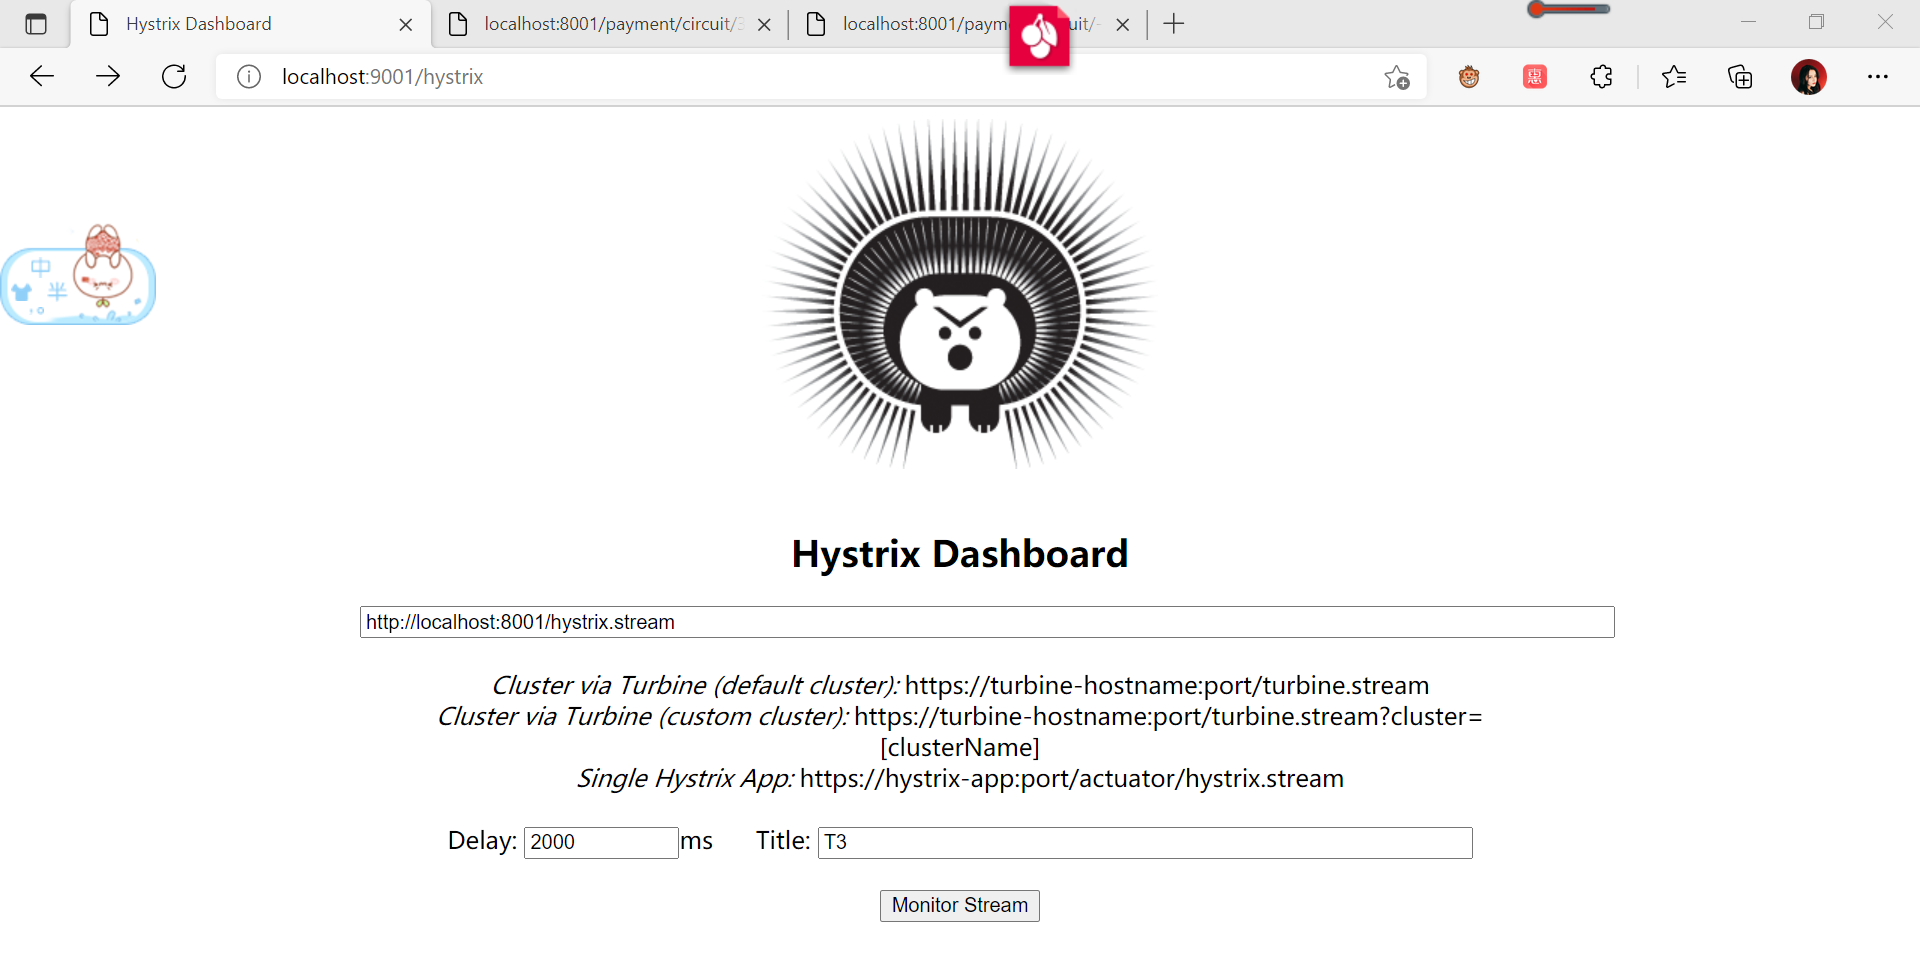 Hystrix Dashboard
localhost:8001/payment/circuit/3
localhost:8001/paym uit/-
localhost:9001/hystrix
惠
中
半
Hystrix Dashboard
http://localhost:8001/hystrix.stream
Cluster via Turbine (default cluster): https://turbine-hostname:port/turbine.stream
Cluster via Turbine (custom cluster): https://turbine-hostname:port/turbine.stream?cluster=
[clusterName]
Single Hystrix App: https://hystrix-app:port/actuator/hystrix.stream
Delay: 2000 ms Title: T3
Monitor Stream